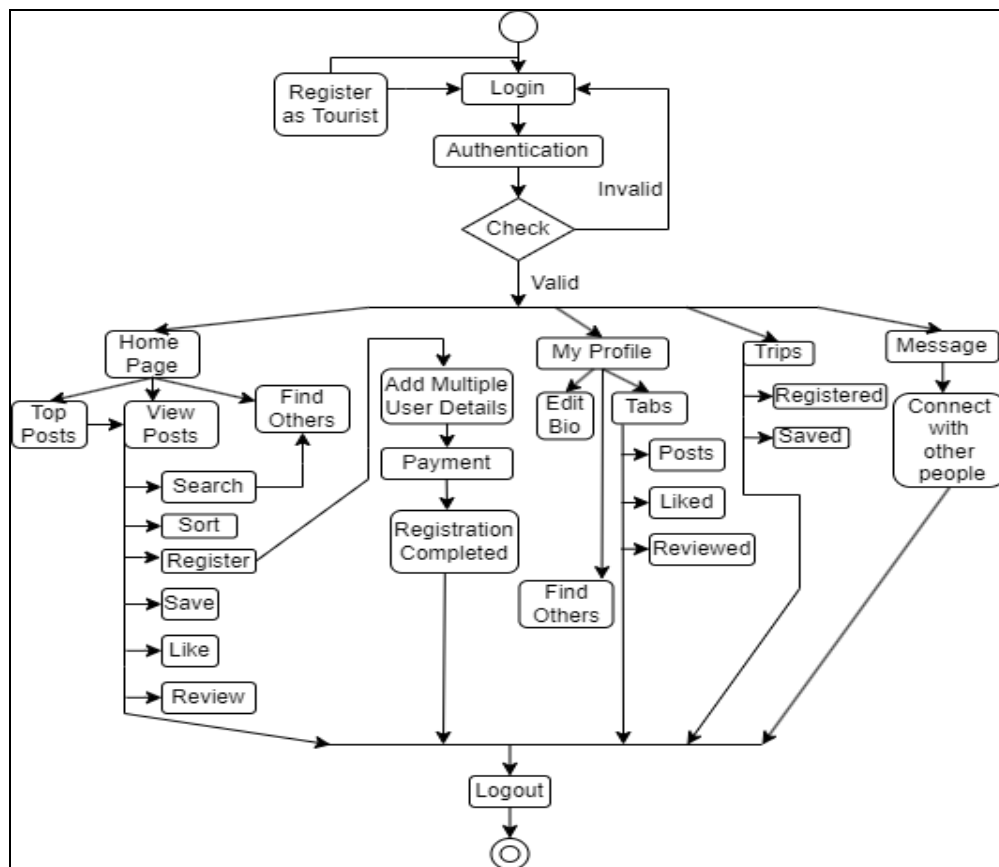 Register
as Tourist
Login
Authentication
Invalid
Check
Valid
Home
Page
My Profile
Trips
Message
Top
Posts
View
Posts
Find
Others
Add Multiple
User Details
Edit
Bio
Tabs
Registered
Saved
Connect
with
other
people
Search
Sort
Register
Save
Like
Review
Payment
Registration
Completed
Posts
Liked
Reviewed
Find
Others
Logout